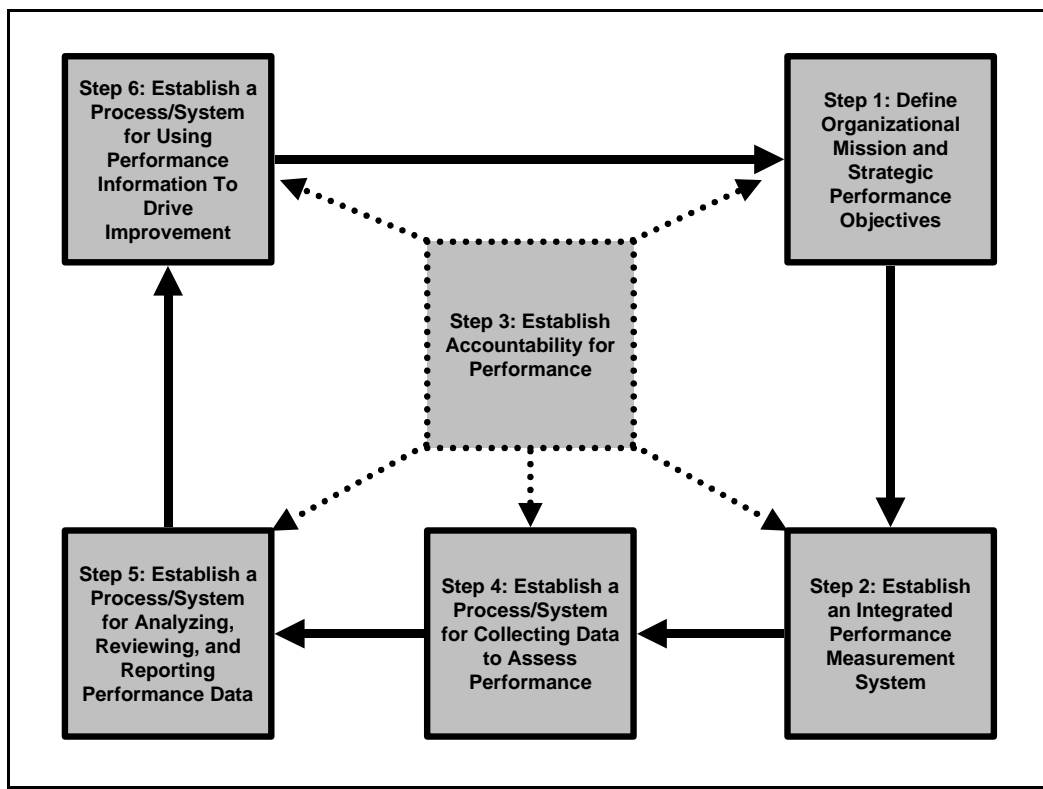 Step 6: Establish a
Process/System
for Using
Performance
Information To
Drive
Improvement
Step 1: Define
Organizational
Mission and
Strategic
Performance
Objectives
Step 3: Establish
Accountability for
Performance
Step 5: Establish a
Process/System
for Analyzing,
Reviewing, and
Reporting
Performance Data
Step 4: Establish a
Process/System
for Collecting Data
to Assess
Performance
Step 2: Establish
an Integrated
Performance
Measurement
System